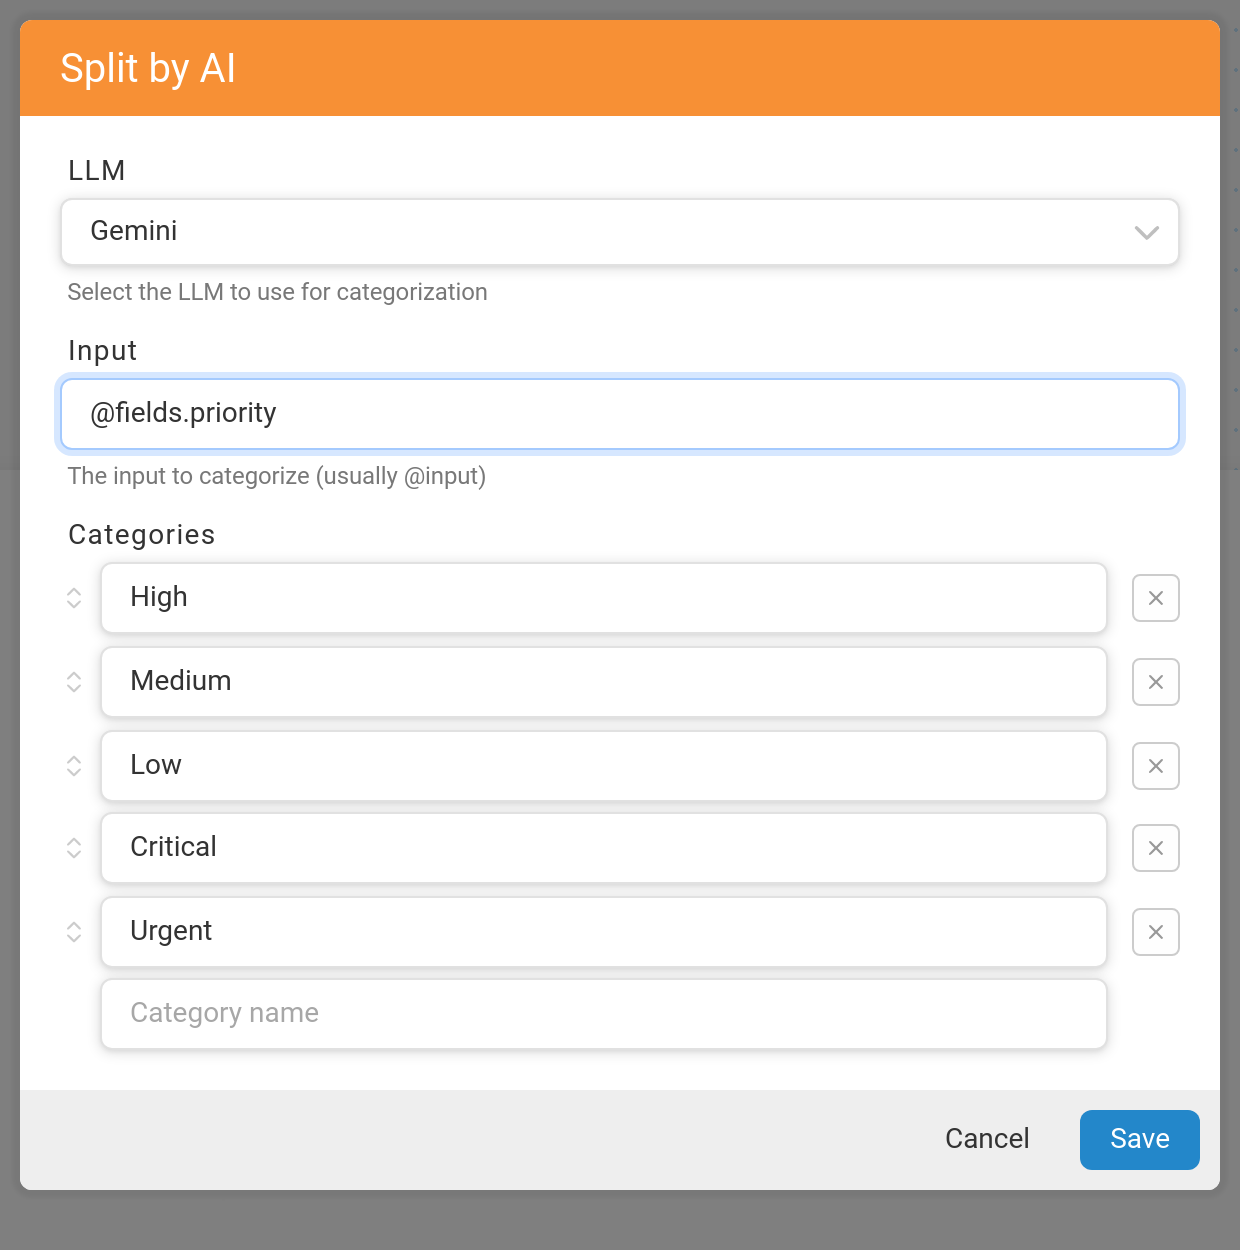 Split by AI
LLM
Gemini
Select the LLM to use for categorization
Input
@fields.priority
The input to categorize (usually @input)
Categories
High
Medium
Low
Critical
Urgent
Category name
Cancel
Save